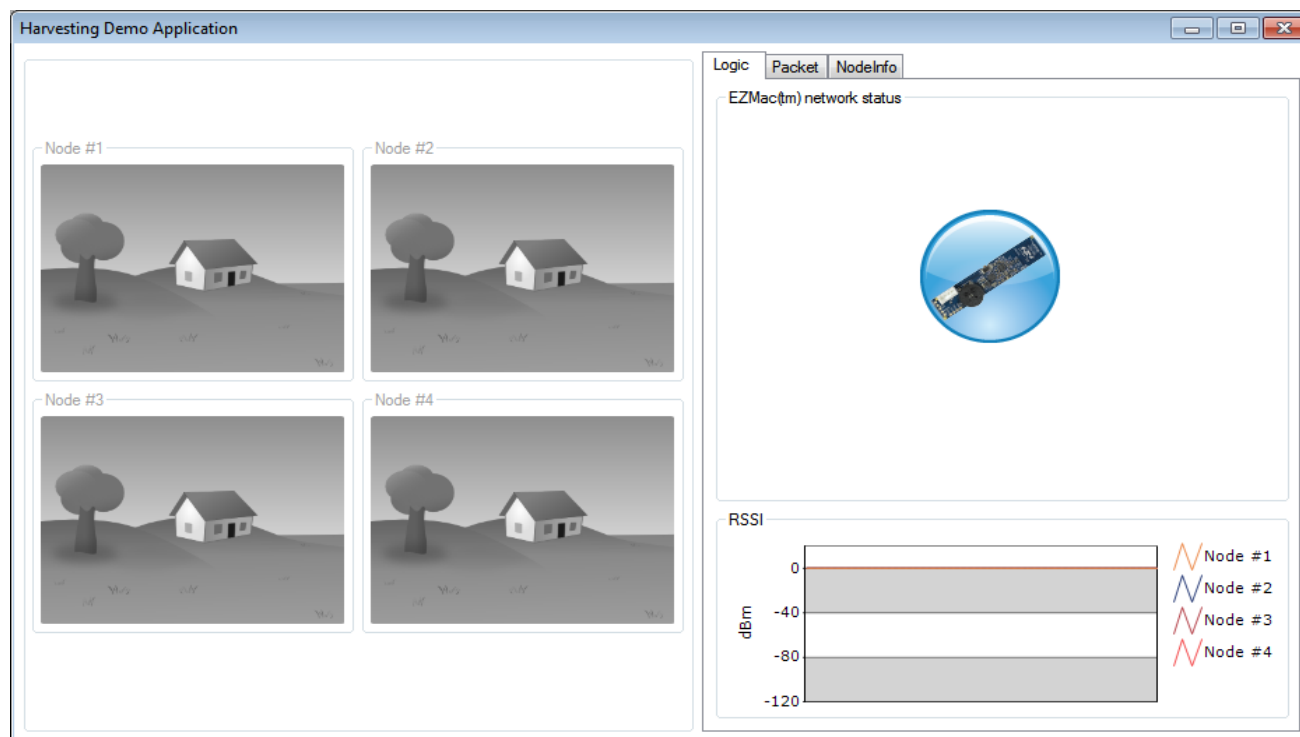 Harvesting Demo Application
Node #1
Node #2
Node #3
Node #4
Logic
Packet
NodeInfo
EZMac(tm) network status
RSSI
dBm
0
-40
-80
-120
Node #1
Node #2
Node #3
Node #4